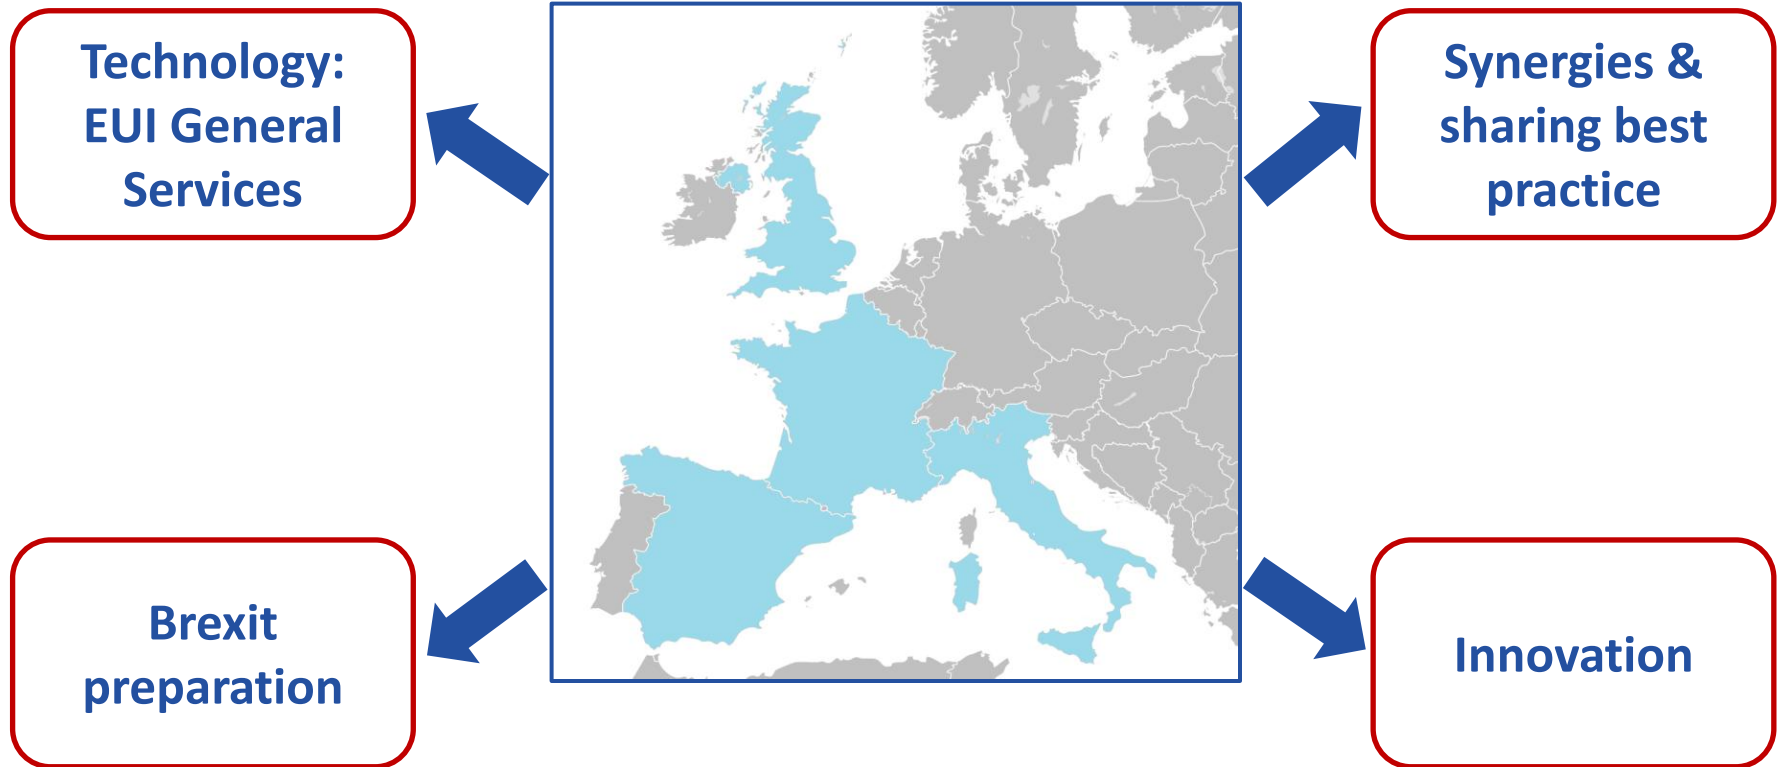 Technology:
EUI General
Services
Synergies &
sharing best
practice
Brexit
preparation
Innovation